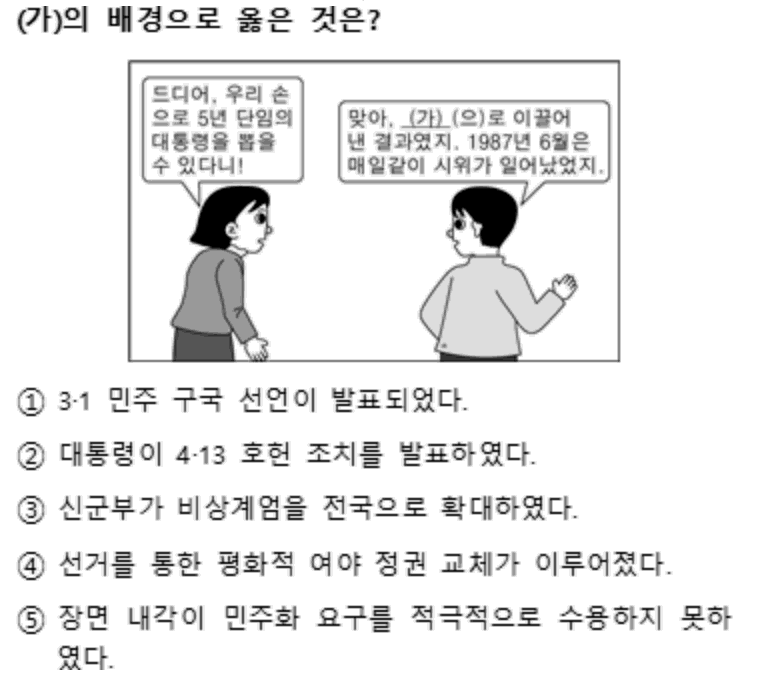 (가)의 배경으로 옳은 것은?
드디어, 우리 손
으로 5년 단임의
대통령을 뽑을
수 있다니!
맞아, (가) (으)로 이끌어
낸 결과였지. 1987년 6월은
매일같이 시위가 일어났었지.
① 3·1 민주 구국 선언이 발표되었다.
② 대통령이 4·13 호헌 조치를 발표하였다.
③ 신군부가 비상계엄을 전국으로 확대하였다.
④ 선거를 통한 평화적 여야 정권 교체가 이루어졌다.
⑤ 장면 내각이 민주화 요구를 적극적으로 수용하지 못하
였다.